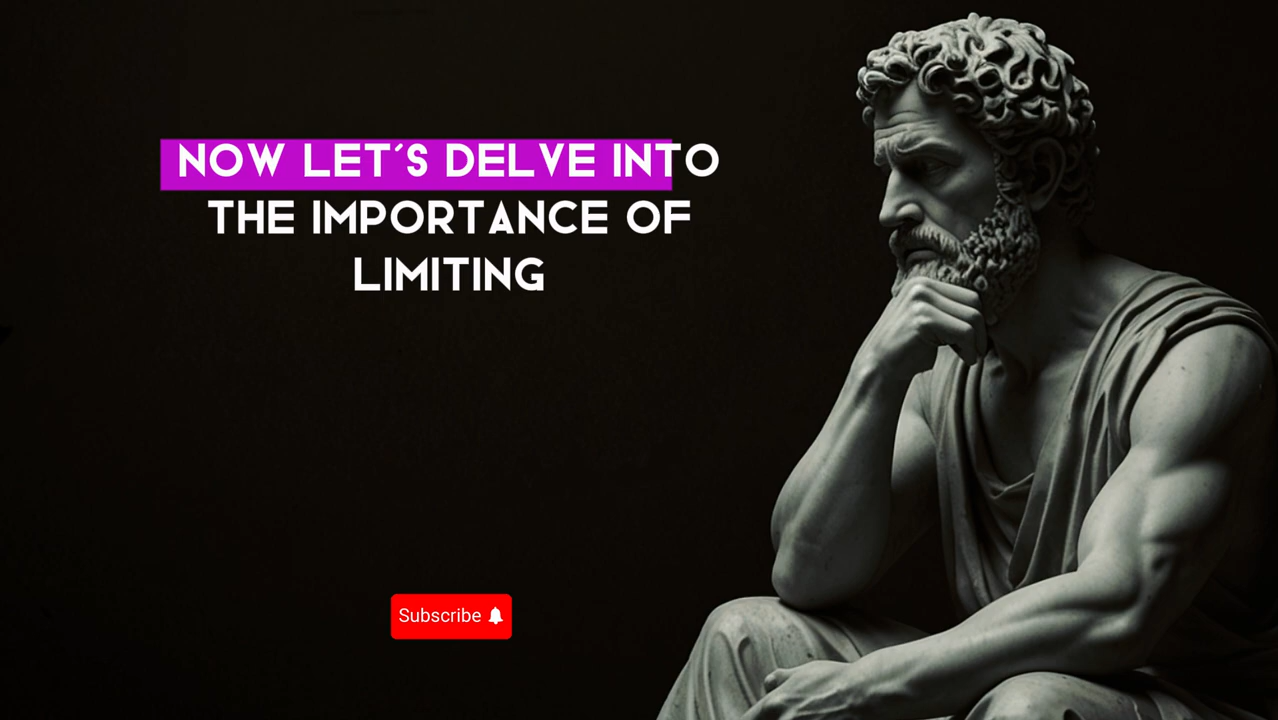 NOW LET´S DELVE INTO
THE IMPORTANCE OF
LIMITING
Subscribe